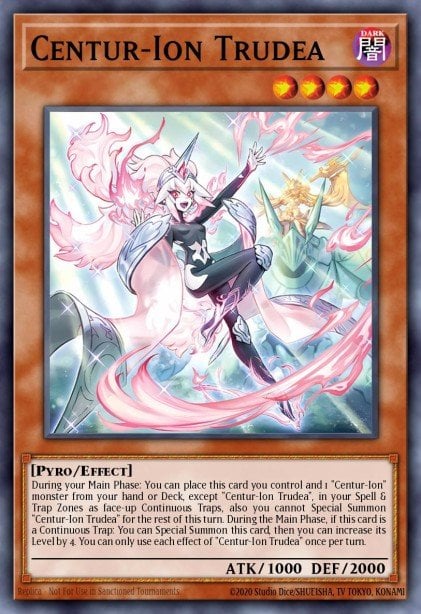 Centur-Ion Trudea
DARK
闇
[Pyro/Effect]
During your Main Phase: You can place this card you control and 1 "Centur-Ion"
monster from your hand or Deck, except "Centur-Ion Trudea", in your Spell &
Trap Zones as face-up Continuous Traps, also you cannot Special Summon
"Centur-Ion Trudea" for the rest of this turn. During the Main Phase, if this card is
a Continuous Trap: You can Special Summon this card, then you can increase its
Level by 4. You can only use each effect of "Centur-Ion Trudea" once per turn.
ATK/1000 DEF/2000
Replica - Not For Use in Sanctioned Tournaments ©2020 Studio Dice/SHUEISHA, TV TOKYO, KONAMI